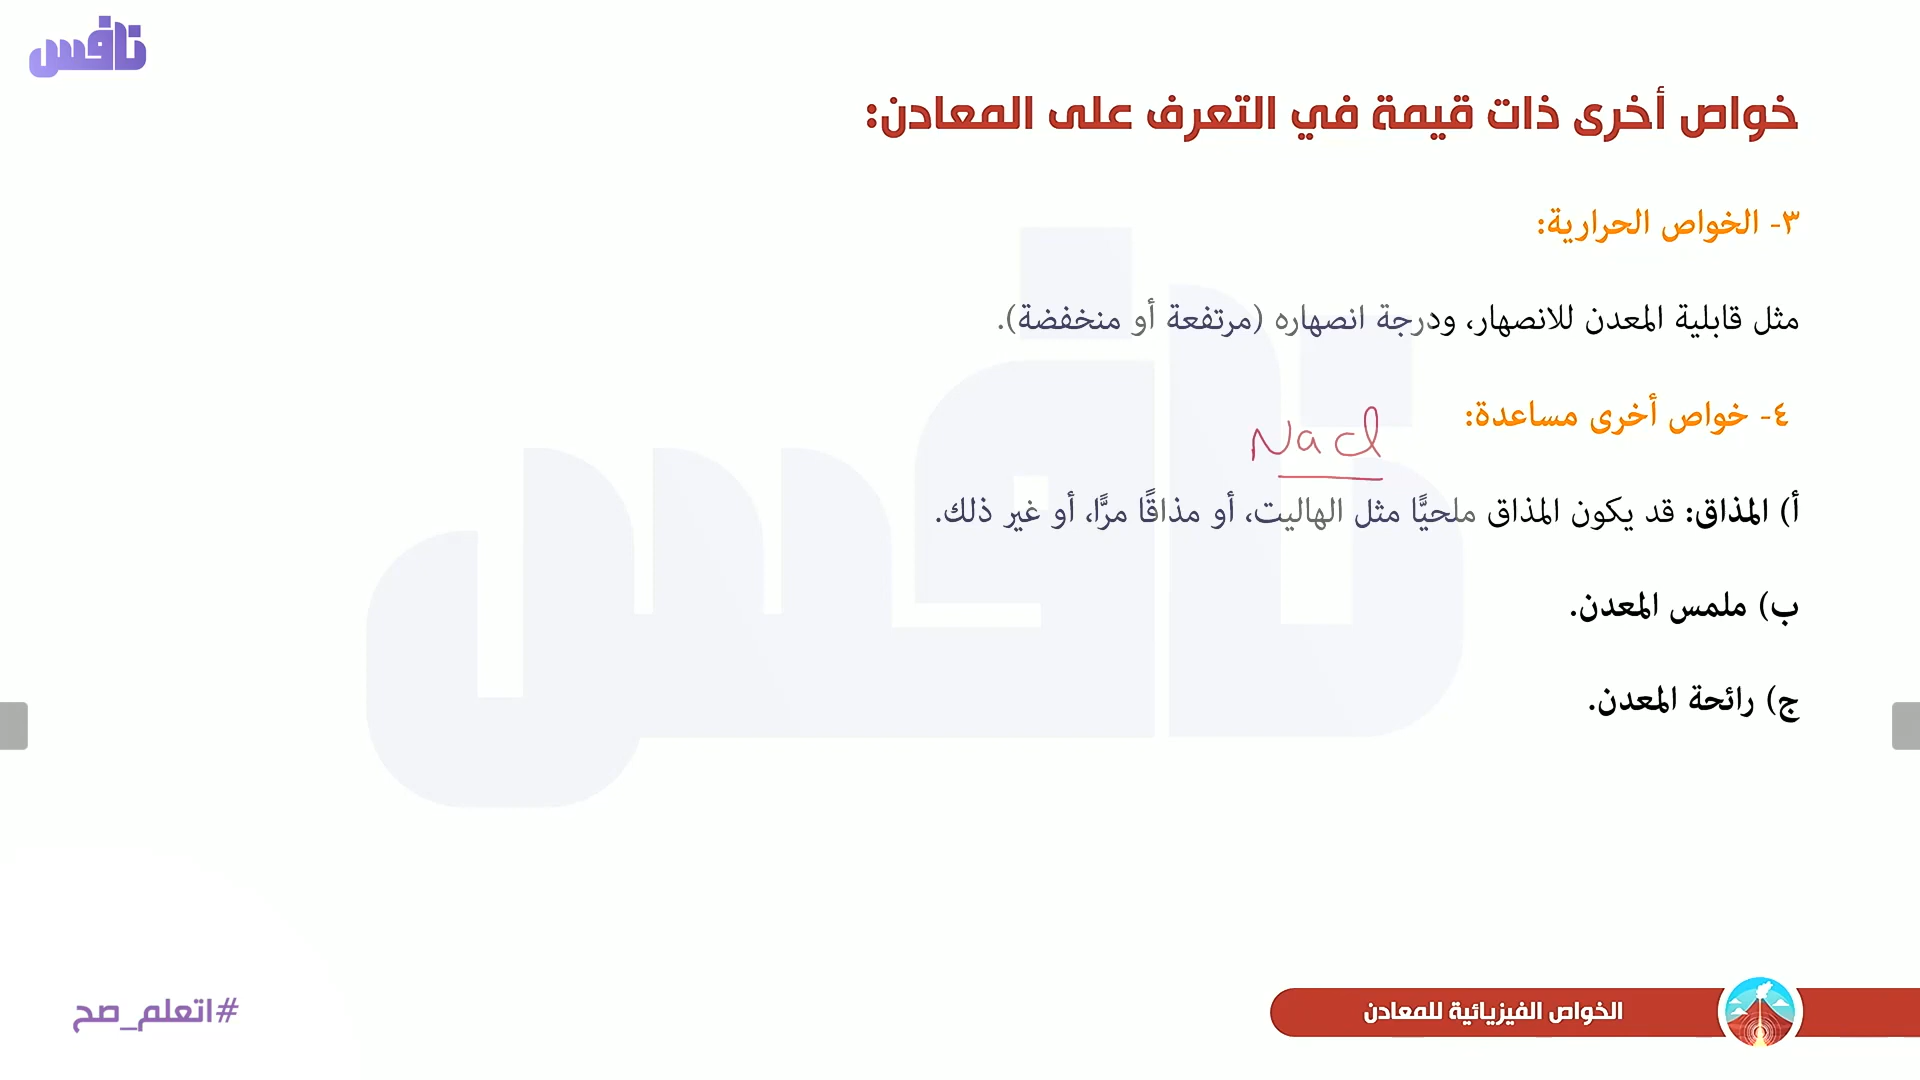 نافس
خواص أخرى ذات قيمة في التعرف على المعادن:
٣- الخواص الحرارية:
مثل قابلية المعدن للانصهار، ودرجة انصهاره (مرتفعة أو منخفضة).
٤- خواص أخرى مساعدة:
Nacl
أ) المذاق: قد يكون المذاق ملحيًّا مثل الهاليت، أو مذاقًا مرًّا، أو غير ذلك.
ب) ملمس المعدن.
ج) رائحة المعدن.
الخواص الفيزيائية للمعادن
#اتعلم_صح